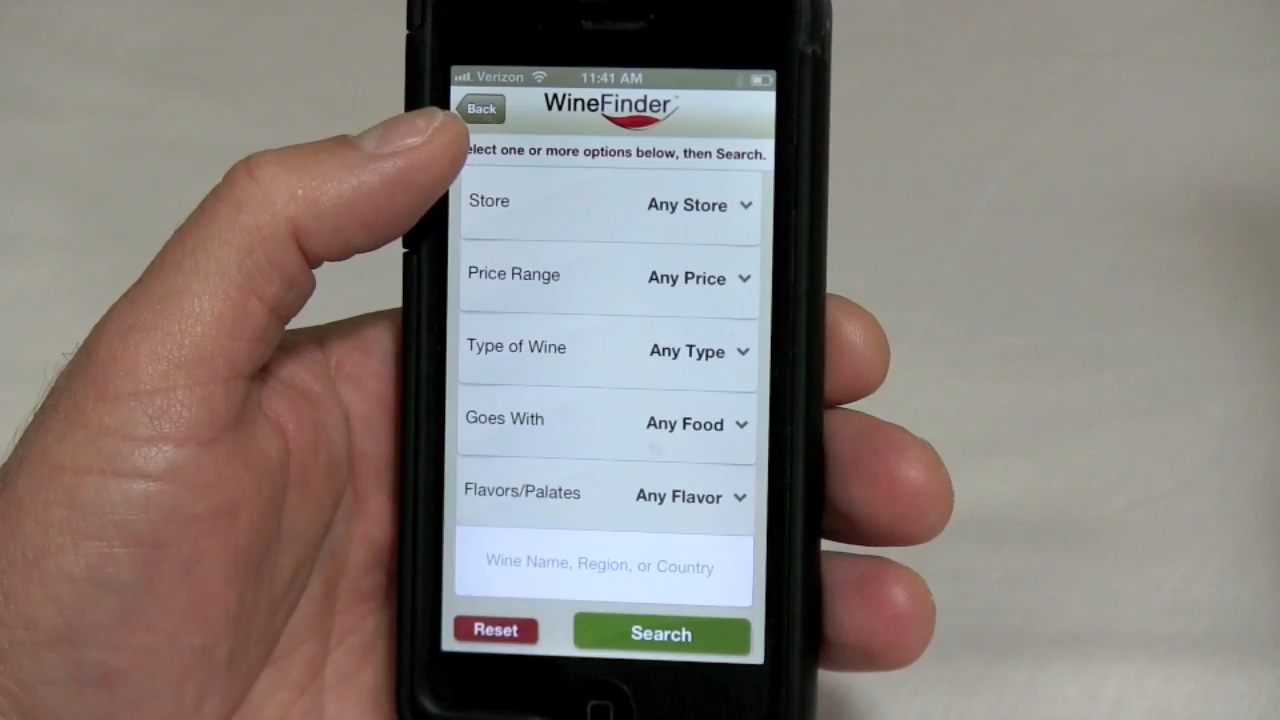 Verizon 11:41 AM
Back WineFinder™
elect one or more options below, then Search.
Store Any Store
Price Range Any Price
Type of Wine Any Type
Goes With Any Food
Flavors/Palates Any Flavor
Wine Name, Region, or Country
Reset Search